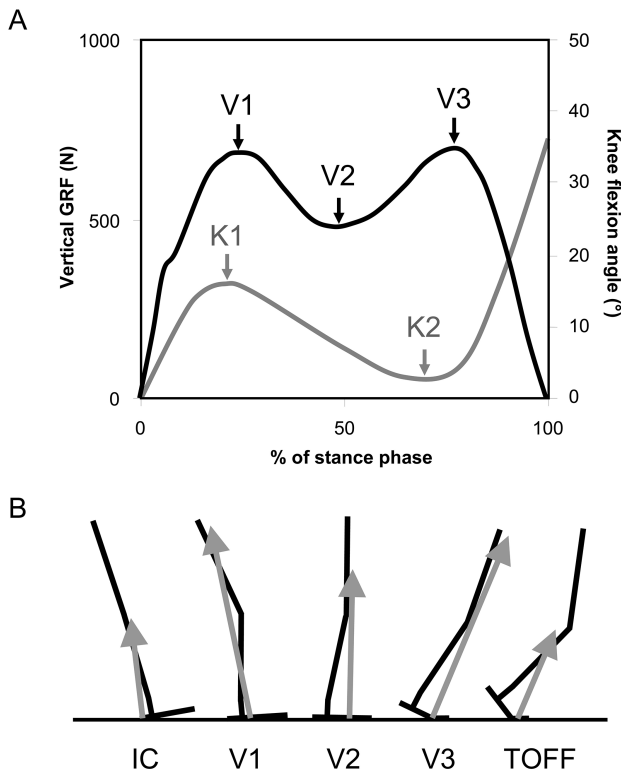 A
1000
500
0
Vertical GRF (N)
V1
V2
V3
K1
K2
50
40
30
20
10
0
Knee flexion angle (°)
0
50
100
% of stance phase
B
IC
V1
V2
V3
TOFF